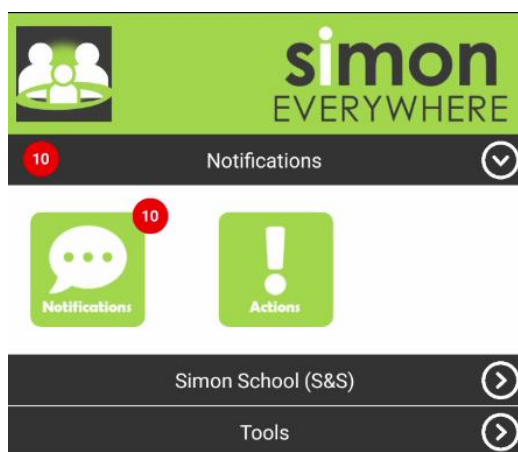 simon
EVERYWHERE
10 Notifications
10
Notifications Actions
Simon School (S&S)
Tools